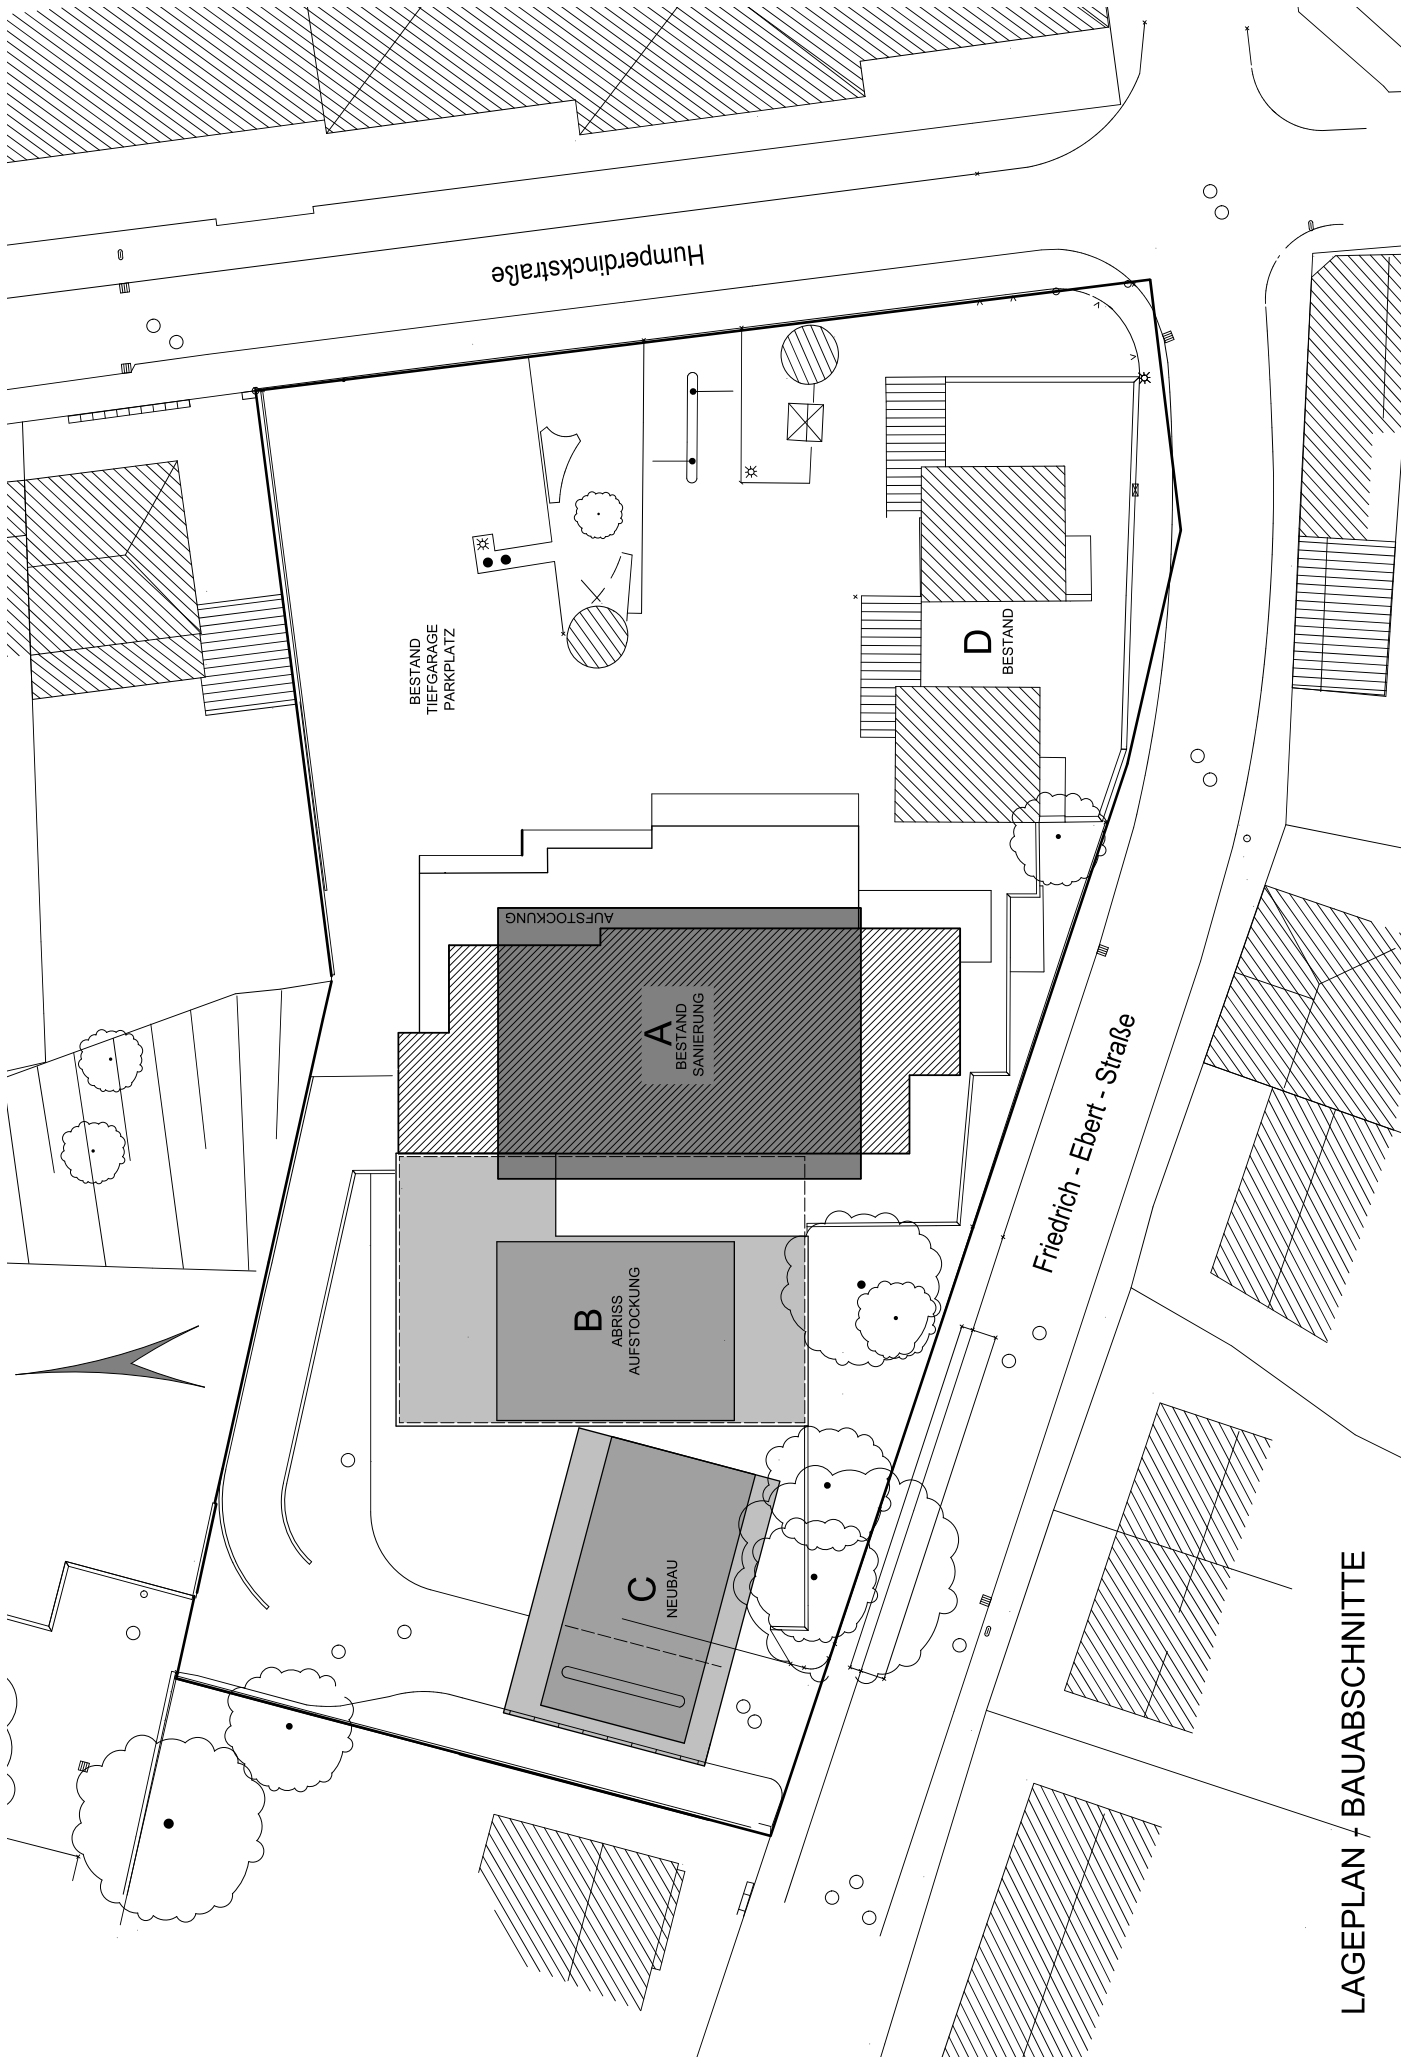 Humperdinckstraße
BESTAND
TIEFGARAGE
PARKPLATZ
D
BESTAND
AUFSTOCKUNG
A
BESTAND
SANIERUNG
Friedrich - Ebert - Straße
B
ABRISS
AUFSTOCKUNG
C
NEUBAU
LAGEPLAN - BAUABSCHNITTE